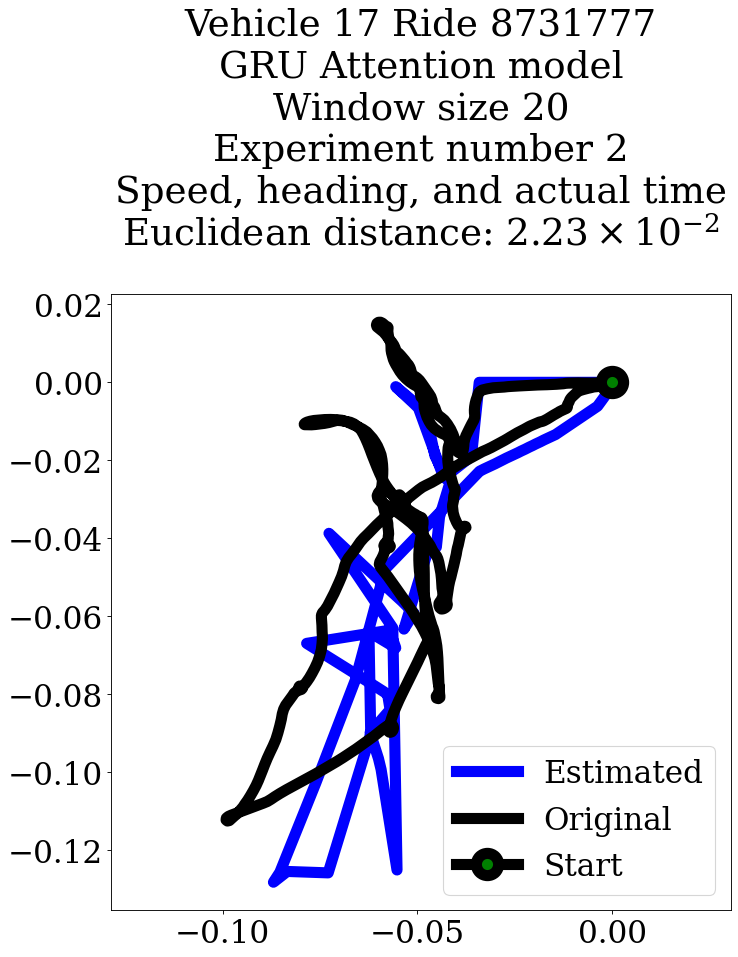 Vehicle 17 Ride 8731777
GRU Attention model
Window size 20
Experiment number 2
Speed, heading, and actual time
Euclidean distance: 2.23 × 10⁻²
0.02
0.00
−0.02
−0.04
−0.06
−0.08
−0.10
−0.12
Estimated
Original
Start
−0.10
−0.05
0.00